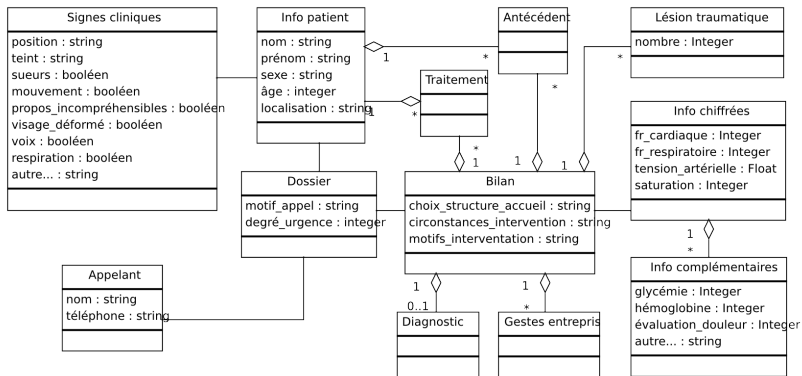 Signes cliniques
position : string
teint : string
sueurs : booléen
mouvement : booléen
propos_incompréhensibles : booléen
visage_déformé : booléen
voix : booléen
respiration : booléen
autre... : string
Info patient
nom : string
prénom : string
sexe : string
âge : integer
localisation : string
Antécédent
Lésion traumatique
nombre : Integer
1
*
*
Traitement
1
*
*
*
1
1
1
Info chiffrées
fr_cardiaque : Integer
fr_respiratoire : Integer
tension_artérielle : Float
saturation : Integer
Dossier
motif_appel : string
degré_urgence : integer
Bilan
choix_structure_accueil : string
circonstances_intervention : string
motifs_interventation : string
1
*
Appelant
nom : string
téléphone : string
Info complémentaires
glycémie : Integer
hémoglobine : Integer
évaluation_douleur : Integer
autre... : string
1
0..1
1
*
Diagnostic
Gestes entrepris